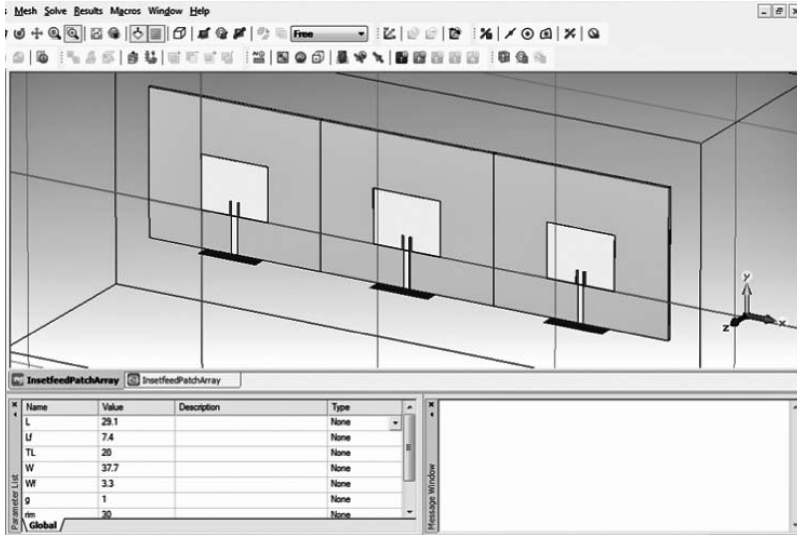 Mesh Solve Results Macros Window Help
Free
y
x
z
InsetfeedPatchArray InsetfeedPatchArray
Name Value Description Type
L 29.1 None
Lf 7.4 None
TL 20 None
W 37.7 None
Wf 3.3 None
g 1 None
rim 30 None
Global
Parameter List
Message Window